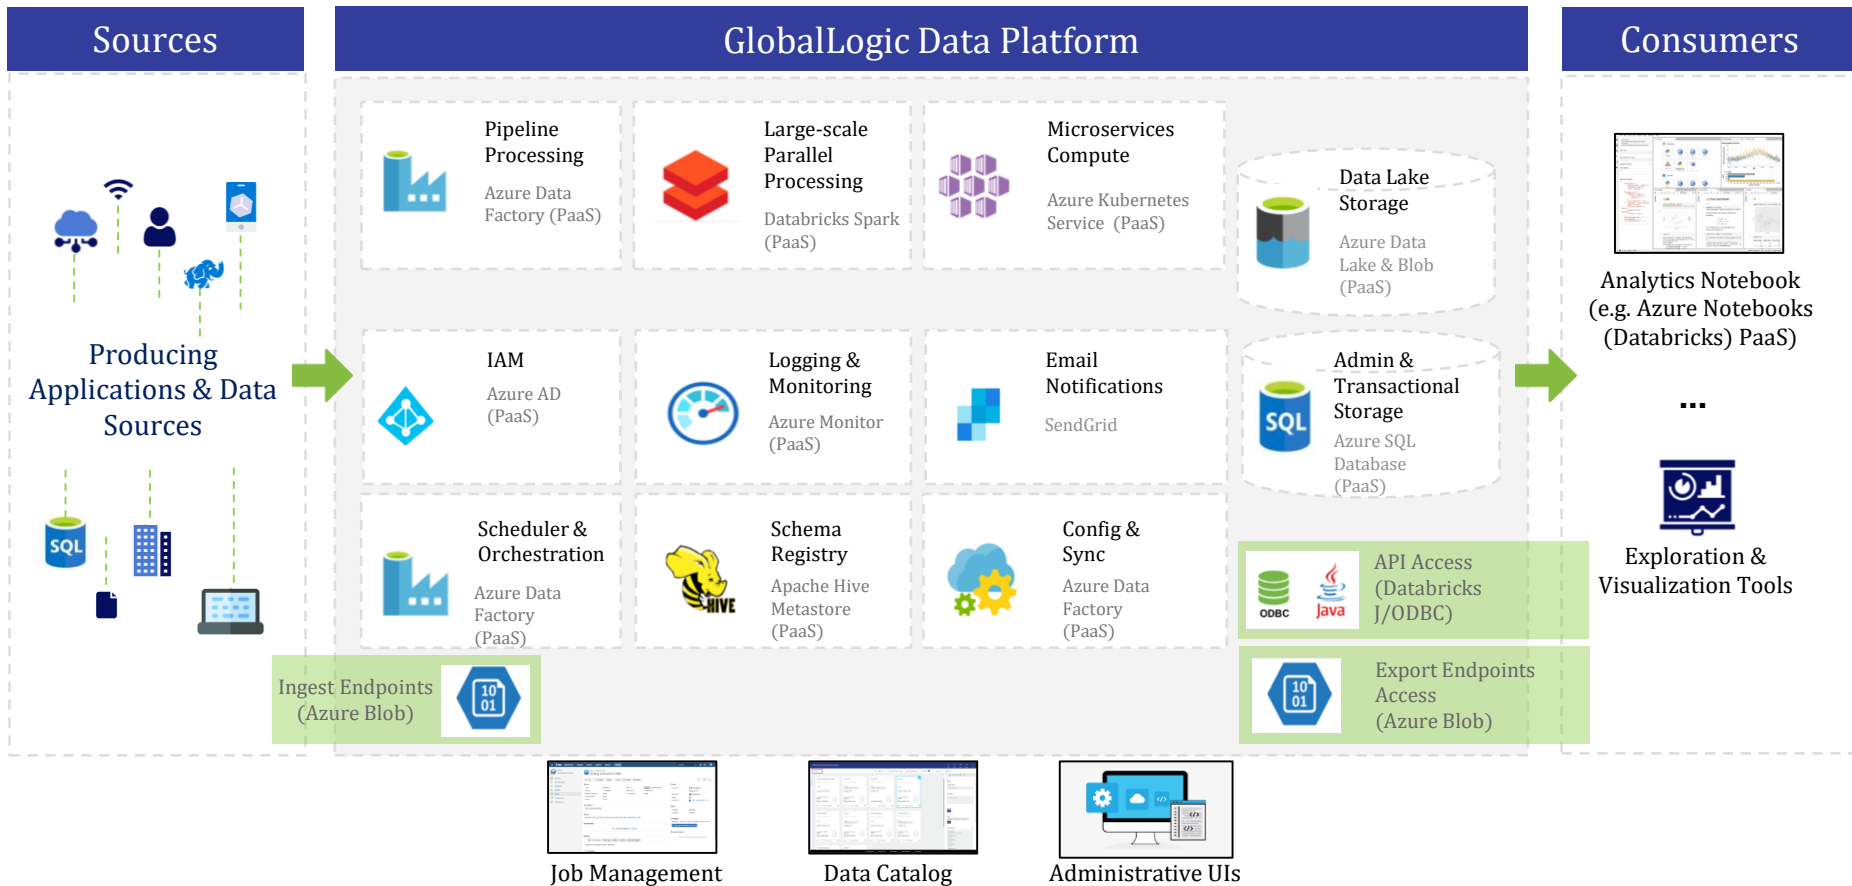 Sources
GlobalLogic Data Platform
Consumers
Producing
Applications & Data
Sources
SQL
Pipeline
Processing
Azure Data
Factory (PaaS)
Large-scale
Parallel
Processing
Databricks Spark
(PaaS)
Microservices
Compute
Azure Kubernetes
Service (PaaS)
Data Lake
Storage
Azure Data
Lake & Blob
(PaaS)
IAM
Azure AD
(PaaS)
Logging &
Monitoring
Azure Monitor
(PaaS)
Email
Notifications
SendGrid
SQL
Admin &
Transactional
Storage
Azure SQL
Database
(PaaS)
Scheduler &
Orchestration
Azure Data
Factory
(PaaS)
HIVE
Schema
Registry
Apache Hive
Metastore
(PaaS)
Config &
Sync
Azure Data
Factory
(PaaS)
ODBC
Java
API Access
(Databricks
J/ODBC)
Ingest Endpoints
(Azure Blob)
10
01
10
01
Export Endpoints
Access
(Azure Blob)
Analytics Notebook
(e.g. Azure Notebooks
(Databricks) PaaS)
...
Exploration &
Visualization Tools
Job Management
Data Catalog
Administrative UIs